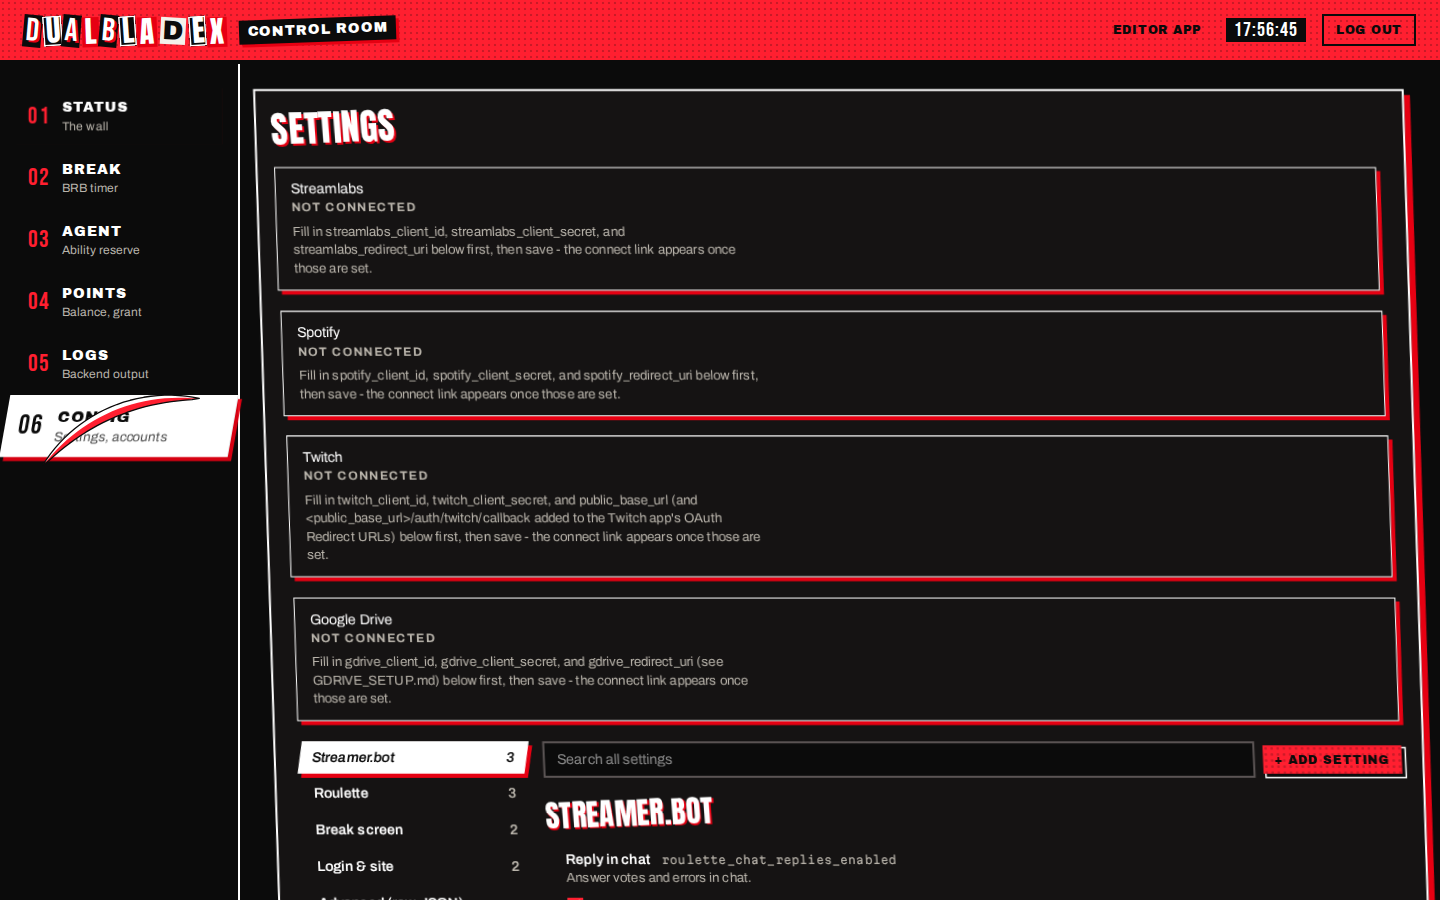 DUALBLADEX
CONTROL ROOM
EDITOR APP
17:56:45
LOG OUT
01 STATUS
The wall
02 BREAK
BRB timer
03 AGENT
Ability reserve
04 POINTS
Balance, grant
05 LOGS
Backend output
06
accounts
SETTINGS
Streamlabs
NOT CONNECTED
Fill in streamlabs_client_id, streamlabs_client_secret, and
streamlabs_redirect_uri below first, then save - the connect link appears once
those are set.
Spotify
NOT CONNECTED
Fill in spotify_client_id, spotify_client_secret, and spotify_redirect_uri below first,
then save - the connect link appears once those are set.
Twitch
NOT CONNECTED
Fill in twitch_client_id, twitch_client_secret, and public_base_url (and
<public_base_url>/auth/twitch/callback added to the Twitch app's OAuth
Redirect URLs) below first, then save - the connect link appears once those are
set.
Google Drive
NOT CONNECTED
Fill in gdrive_client_id, gdrive_client_secret, and gdrive_redirect_uri (see
GDRIVE_SETUP.md) below first, then save - the connect link appears once
those are set.
Streamer.bot 3
Search all settings
+ ADD SETTING
Roulette 3
Break screen 2
Login & site 2
STREAMER.BOT
Reply in chat roulette_chat_replies_enabled
Answer votes and errors in chat.